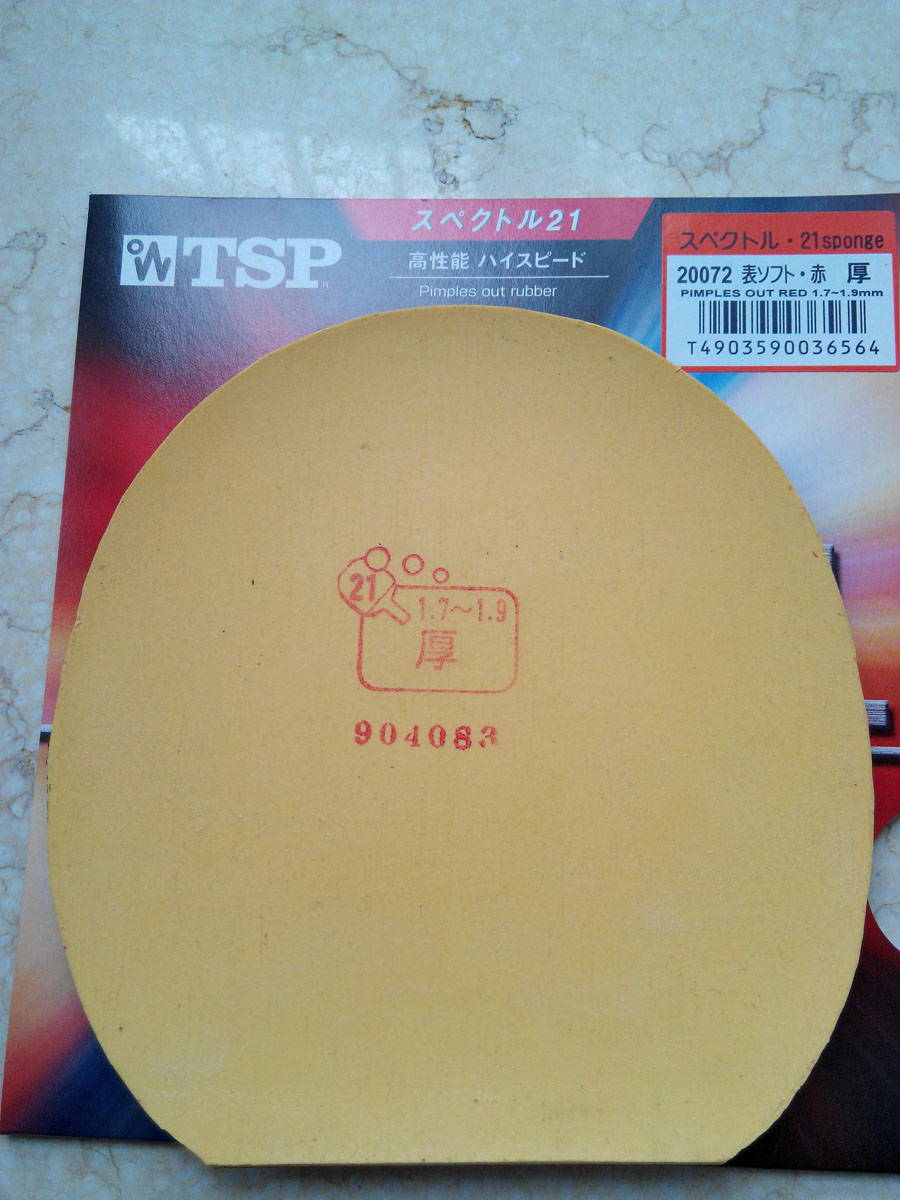 TSP
スペクトル21
高性能 ハイスピード
Pimples out rubber
スペクトル・21sponge
20072 表ソフト・赤 厚
PIMPLES OUT RED 1.7~1.9mm
T4903590036564
21
1.7~1.9
厚
904083